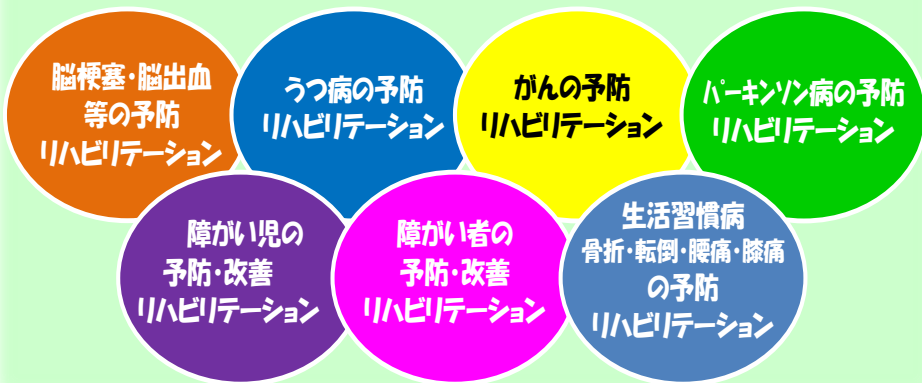 脳梗塞・脳出血
等の予防
リハビリテーション
うつ病の予防
リハビリテーション
がんの予防
リハビリテーション
パーキンソン病の予防
リハビリテーション
障がい児の
予防・改善
リハビリテーション
障がい者の
予防・改善
リハビリテーション
生活習慣病
骨折・転倒・腰痛・膝痛
の予防
リハビリテーション